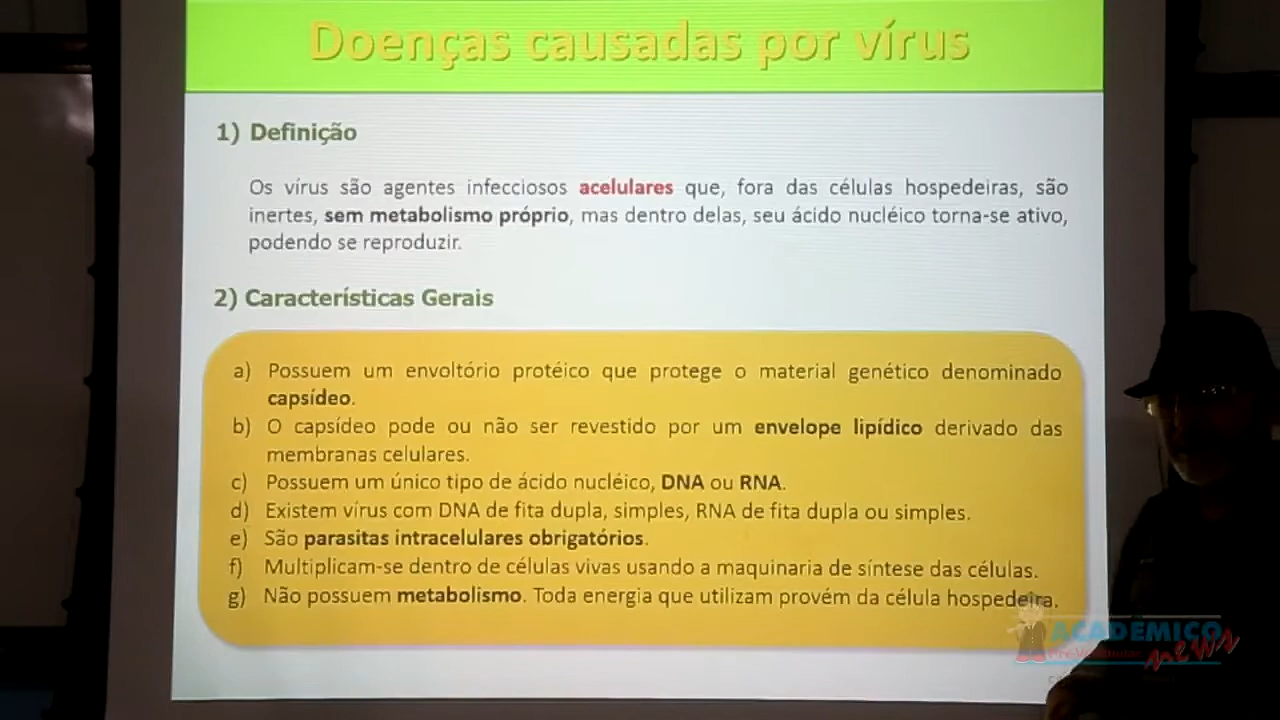 Doenças causadas por vírus
1) Definição
Os vírus são agentes infecciosos acelulares que, fora das células hospedeiras, são
inertes, sem metabolismo próprio, mas dentro delas, seu ácido nucléico torna-se ativo,
podendo se reproduzir.
2) Características Gerais
a) Possuem um envoltório protéico que protege o material genético denominado
capsídeo.
b) O capsídeo pode ou não ser revestido por um envelope lipídico derivado das
membranas celulares.
c) Possuem um único tipo de ácido nucléico, DNA ou RNA.
d) Existem vírus com DNA de fita dupla, simples, RNA de fita dupla ou simples.
e) São parasitas intracelulares obrigatórios.
f) Multiplicam-se dentro de células vivas usando a maquinaria de síntese das células.
g) Não possuem metabolismo. Toda energia que utilizam provém da célula hospedeira.
ACADÊMICO
Pré-Vestibular news